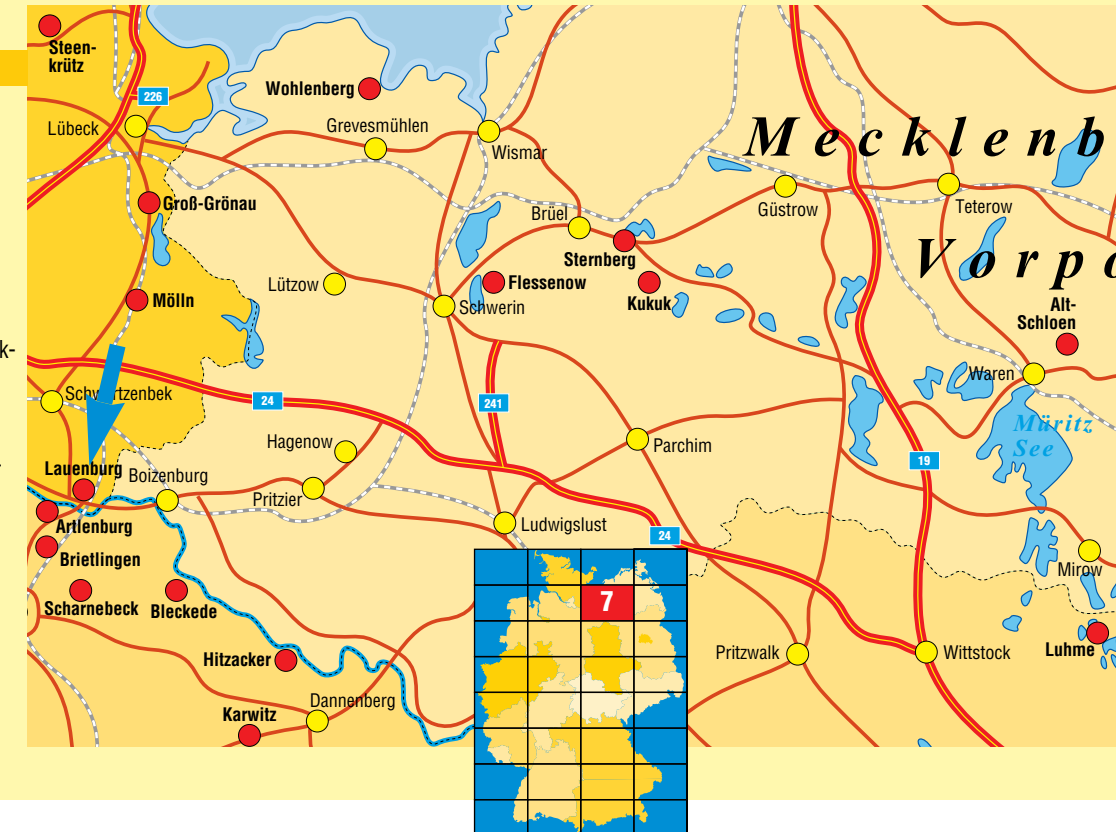 Steen-
krütz
226
Wohlenberg
Lübeck
Grevesmühlen
Wismar
Mecklenb
Groß-Grönau
Güstrow
Teterow
Brüel
Sternberg
Vorpo
Lützow
Flessenow
Kukuk
Mölln
Schwerin
Alt-
Schloen
k-
Waren
Schwartzenbek
24
241
Müritz
See
Hagenow
Parchim
19
Lauenburg
Boizenburg
Pritzier
Artlenburg
Ludwigslust
24
Brietlingen
Mirow
Scharnebeck
Bleckede
7
Hitzacker
Pritzwalk
Wittstock
Luhme
Dannenberg
Karwitz